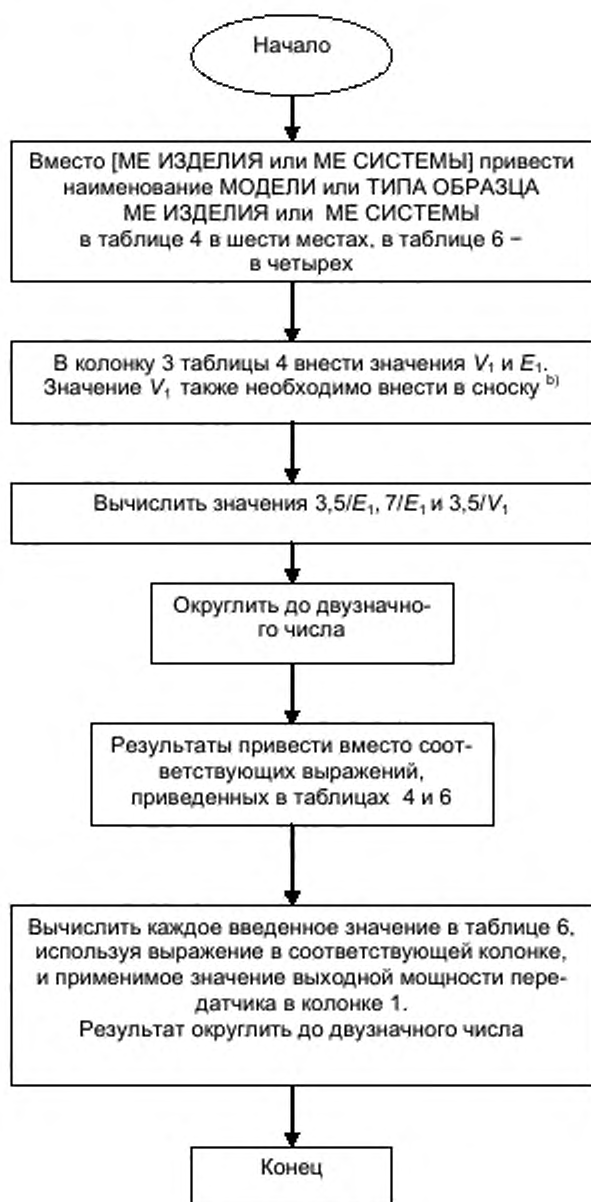 Начало
Вместо [МЕ ИЗДЕЛИЯ или МЕ СИСТЕМЫ] привести
наименование МОДЕЛИ или ТИПА ОБРАЗЦА
МЕ ИЗДЕЛИЯ или МЕ СИСТЕМЫ
в таблице 4 в шести местах, в таблице 6 –
в четырех
В колонку 3 таблицы 4 внести значения V₁ и E₁.
Значение V₁ также необходимо внести в сноску ᵇ⁾
Вычислить значения 3,5/E₁, 7/E₁ и 3,5/V₁
Округлить до двузначно-
го числа
Результаты привести вместо соот-
ветствующих выражений,
приведенных в таблицах 4 и 6
Вычислить каждое введенное значение в таблице 6,
используя выражение в соответствующей колонке,
и применимое значение выходной мощности пере-
датчика в колонке 1.
Результат округлить до двузначного числа
Конец